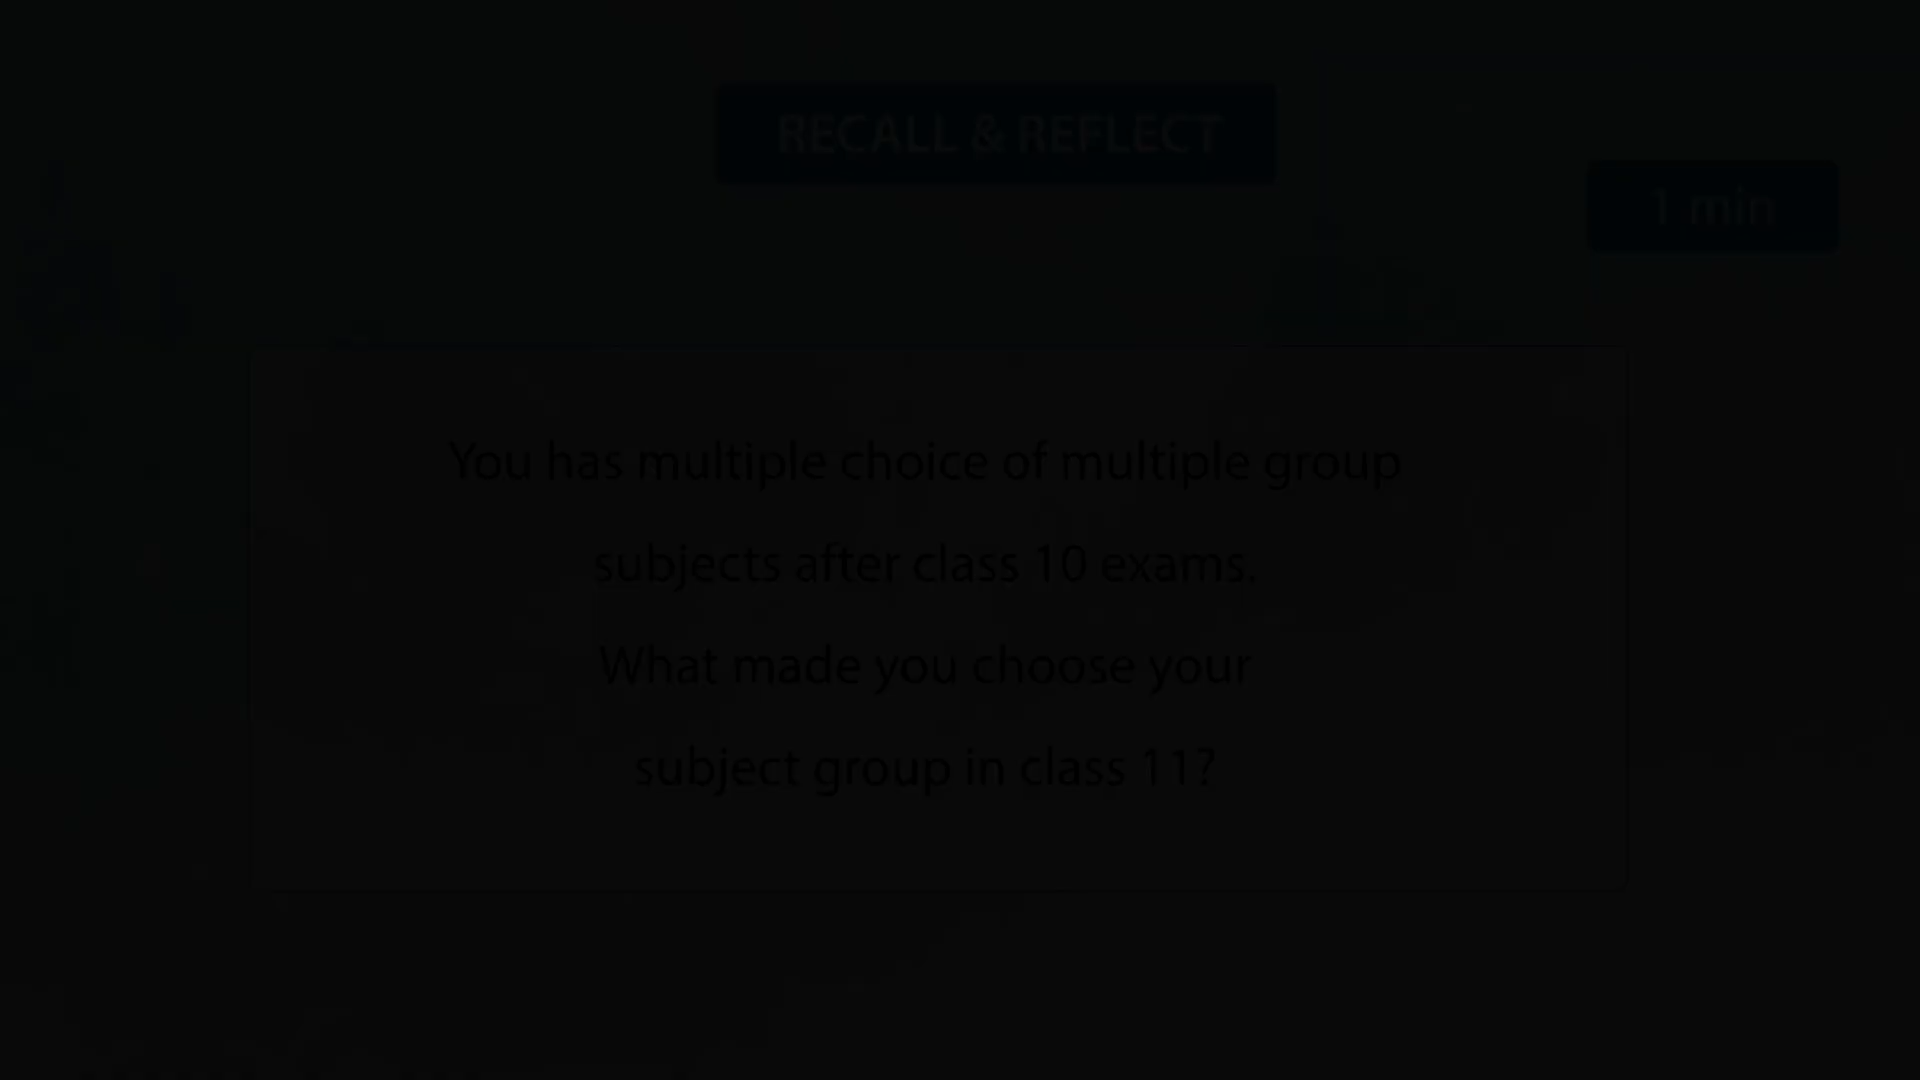 RECALL & REFLECT
1 min
You has multiple choice of multiple group
subjects after class 10 exams.
What made you choose your
subject group in class 11?